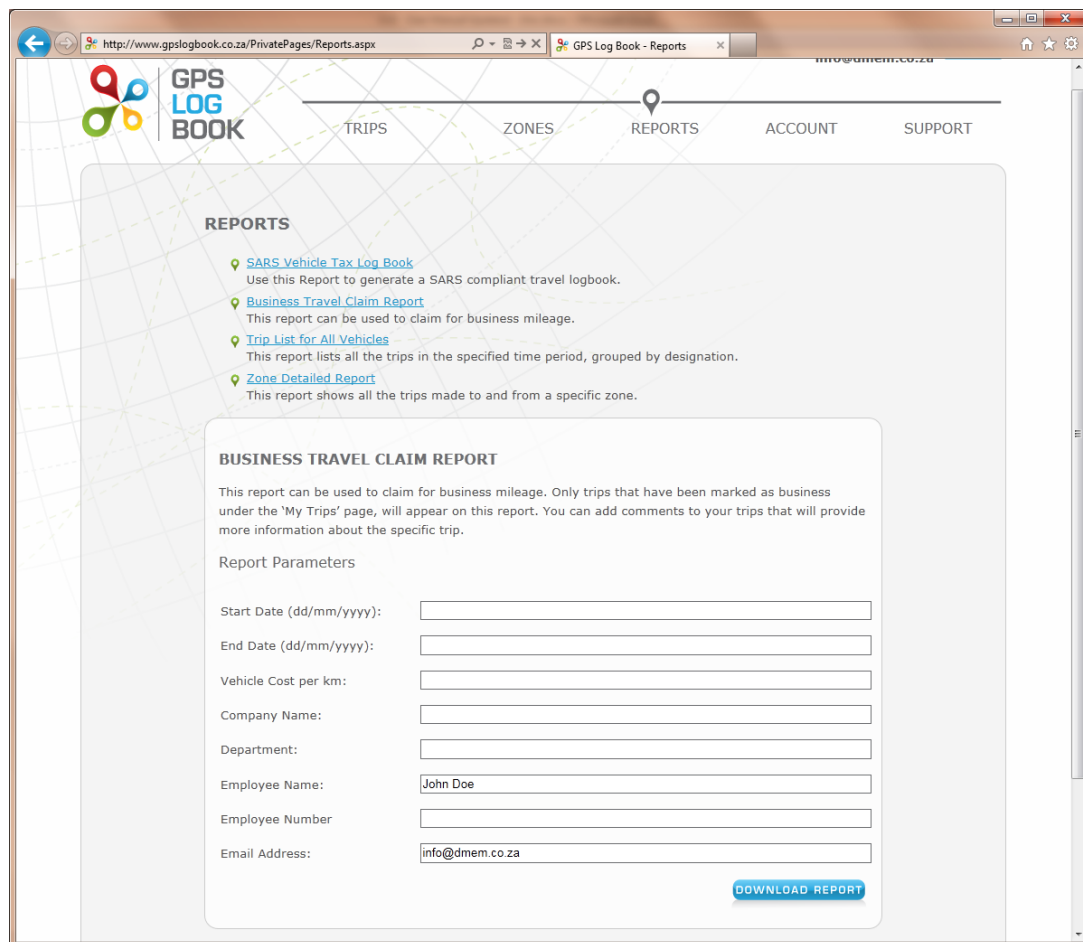 http://www.gpslogbook.co.za/PrivatePages/Reports.aspx
GPS Log Book - Reports
info@dmem.co.za
GPS
LOG
BOOK
TRIPS ZONES REPORTS ACCOUNT SUPPORT
REPORTS
SARS Vehicle Tax Log Book
Use this Report to generate a SARS compliant travel logbook.
Business Travel Claim Report
This report can be used to claim for business mileage.
Trip List for All Vehicles
This report lists all the trips in the specified time period, grouped by designation.
Zone Detailed Report
This report shows all the trips made to and from a specific zone.
BUSINESS TRAVEL CLAIM REPORT
This report can be used to claim for business mileage. Only trips that have been marked as business
under the ‘My Trips’ page, will appear on this report. You can add comments to your trips that will provide
more information about the specific trip.
Report Parameters
Start Date (dd/mm/yyyy):
End Date (dd/mm/yyyy):
Vehicle Cost per km:
Company Name:
Department:
Employee Name: John Doe
Employee Number
Email Address: info@dmem.co.za
DOWNLOAD REPORT